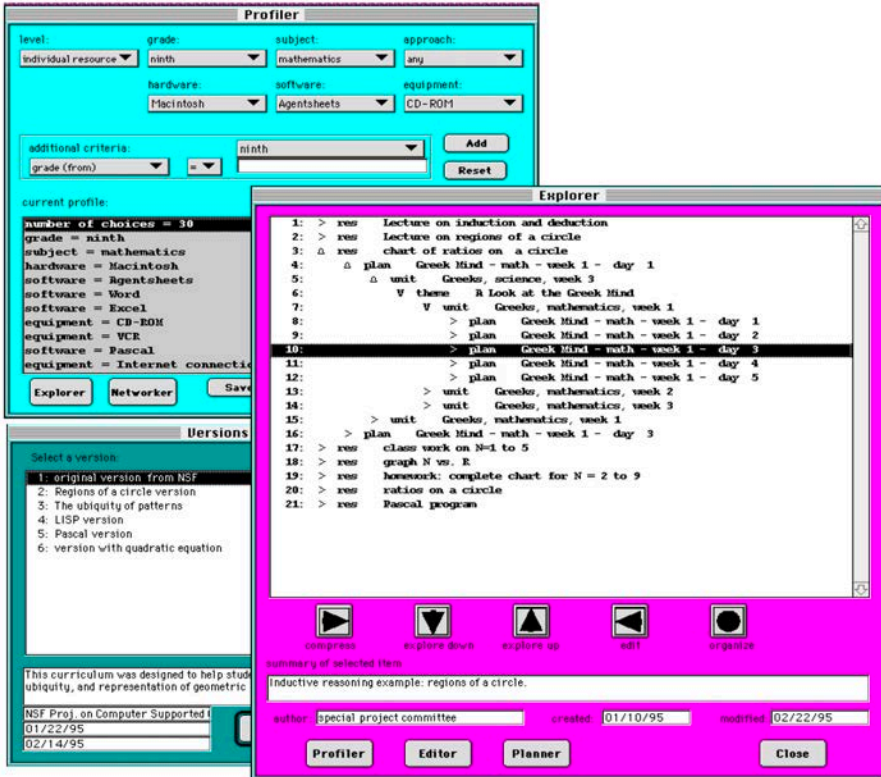 Profiler
level: grade: subject: approach:
individual resource ninth mathematics any
hardware: software: equipment:
Macintosh Agentsheets CD-ROM
additional criteria: ninth Add
grade (from) = Reset
current profile:
number of choices = 30
grade = ninth
subject = mathematics
hardware = Macintosh
software = Agentsheets
software = Word
software = Excel
equipment = CD-ROM
equipment = VCR
software = Pascal
equipment = Internet connectio
Explorer Networker Save
Versions
Select a version:
1: original version from NSF
2: Regions of a circle version
3: The ubiquity of patterns
4: LISP version
5: Pascal version
6: version with quadratic equation
This curriculum was designed to help stude
ubiquity, and representation of geometric
NSF Proj. on Computer Supported
01/22/95
02/14/95
Explorer
1: > res Lecture on induction and deduction
2: > res Lecture on regions of a circle
3: Δ res chart of ratios on a circle
4: Δ plan Greek Mind - math - week 1 - day 1
5: Δ unit Greeks, science, week 3
6: V theme A Look at the Greek Mind
7: V unit Greeks, mathematics, week 1
8: > plan Greek Mind - math - week 1 - day 1
9: > plan Greek Mind - math - week 1 - day 2
10: > plan Greek Mind - math - week 1 - day 3
11: > plan Greek Mind - math - week 1 - day 4
12: > plan Greek Mind - math - week 1 - day 5
13: > unit Greeks, mathematics, week 2
14: > unit Greeks, mathematics, week 3
15: > unit Greeks, mathematics, week 1
16: > plan Greek Mind - math - week 1 - day 3
17: > res class work on N=1 to 5
18: > res graph N vs. R
19: > res homework: complete chart for N = 2 to 9
20: > res ratios on a circle
21: > res Pascal program
compress explore down explore up edit organize
summary of selected item
Inductive reasoning example: regions of a circle.
author: special project committee created: 01/10/95 modified: 02/22/95
Profiler Editor Planner Close